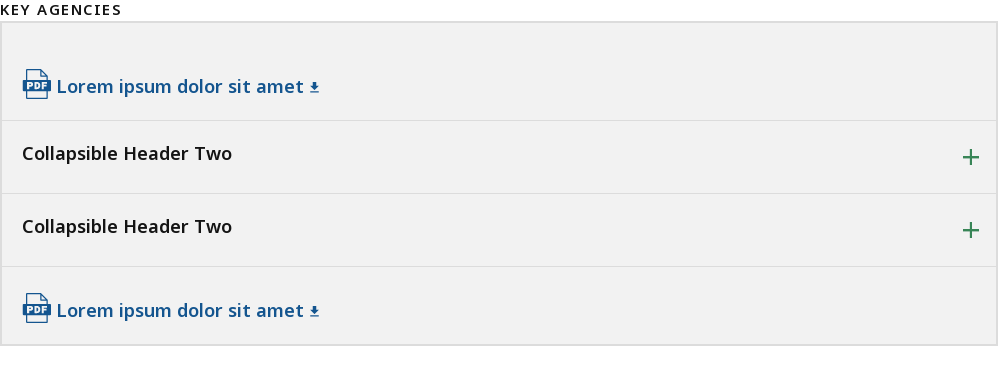 KEY AGENCIES
PDF Lorem ipsum dolor sit amet
Collapsible Header Two
Collapsible Header Two
PDF Lorem ipsum dolor sit amet